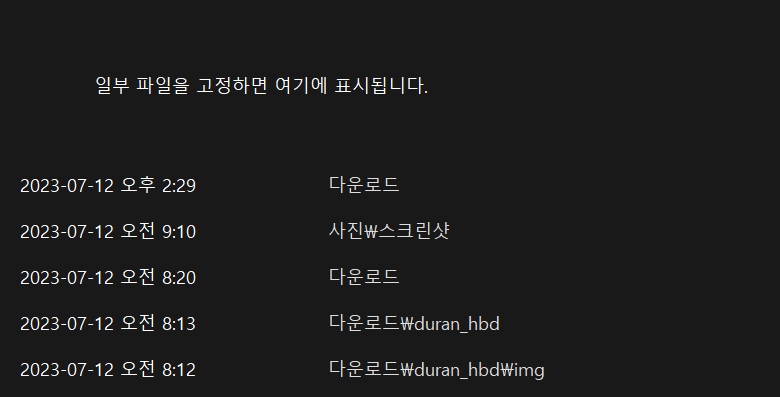 일부 파일을 고정하면 여기에 표시됩니다.
2023-07-12 오후 2:29 다운로드
2023-07-12 오전 9:10 사진₩스크린샷
2023-07-12 오전 8:20 다운로드
2023-07-12 오전 8:13 다운로드₩duran_hbd
2023-07-12 오전 8:12 다운로드₩duran_hbd₩img